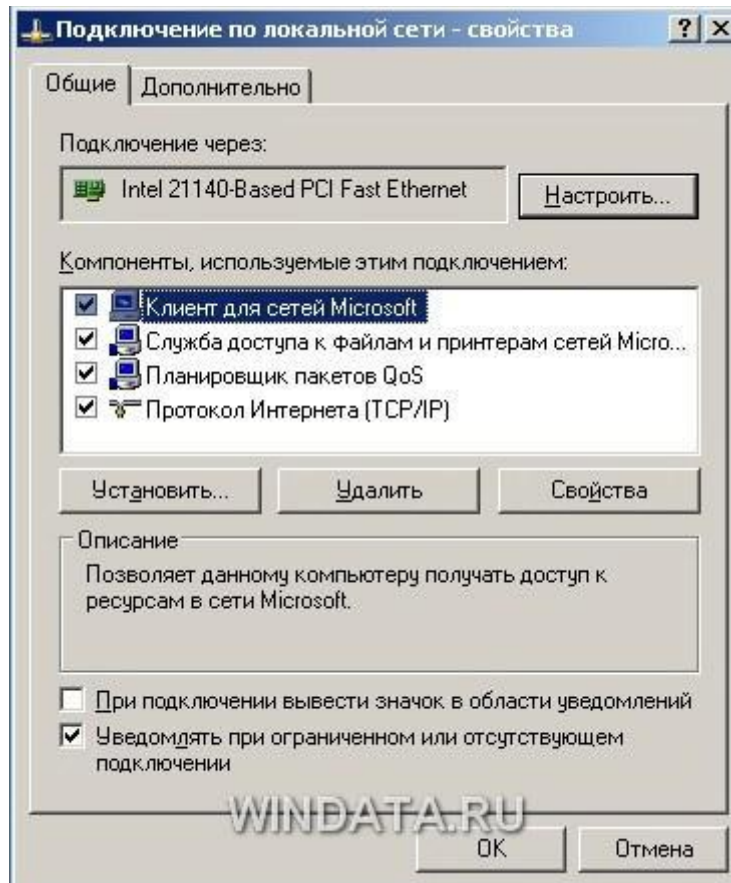 Подключение по локальной сети - свойства
Общие
Дополнительно
Подключение через:
Intel 21140-Based PCI Fast Ethernet
Настроить...
Компоненты, используемые этим подключением:
Клиент для сетей Microsoft
Служба доступа к файлам и принтерам сетей Micro...
Планировщик пакетов QoS
Протокол Интернета (TCP/IP)
Установить...
Удалить
Свойства
Описание
Позволяет данному компьютеру получать доступ к
ресурсам в сети Microsoft.
При подключении вывести значок в области уведомлений
Уведомлять при ограниченном или отсутствующем
подключении
WINDATA.RU
OK
Отмена